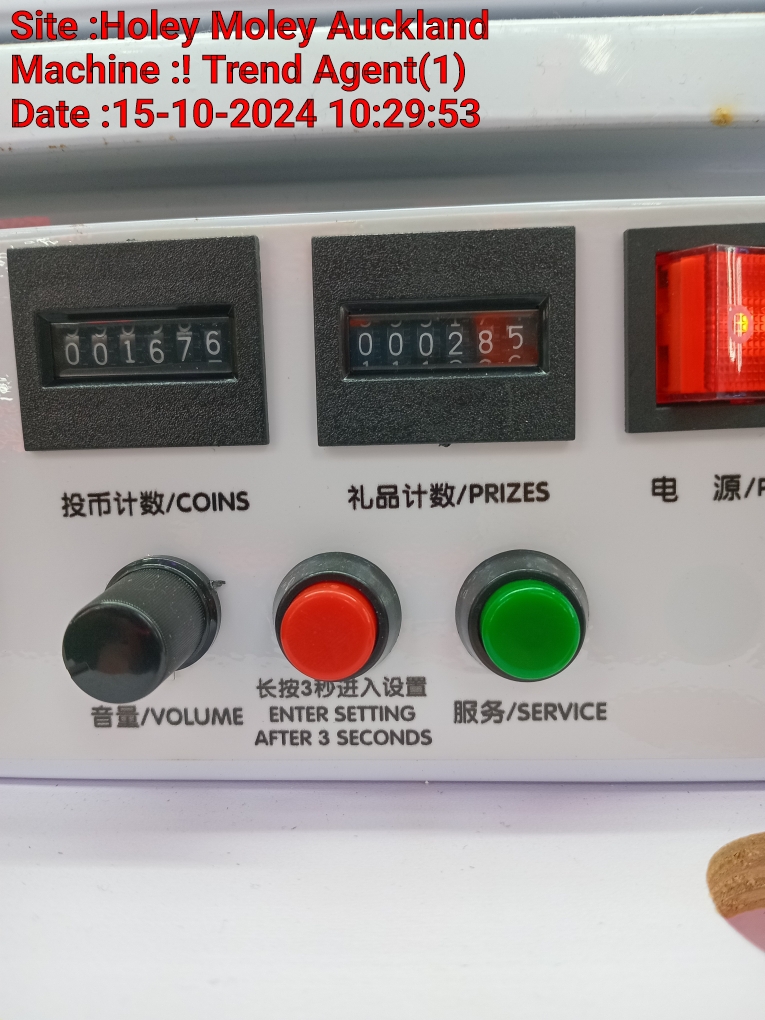 Site :Holey Moley Auckland
Machine :! Trend Agent(1)
Date :15-10-2024 10:29:53
001676
000285
投币计数/COINS
礼品计数/PRIZES
电 源/
音量/VOLUME
长按3秒进入设置
ENTER SETTING
AFTER 3 SECONDS
服务/SERVICE